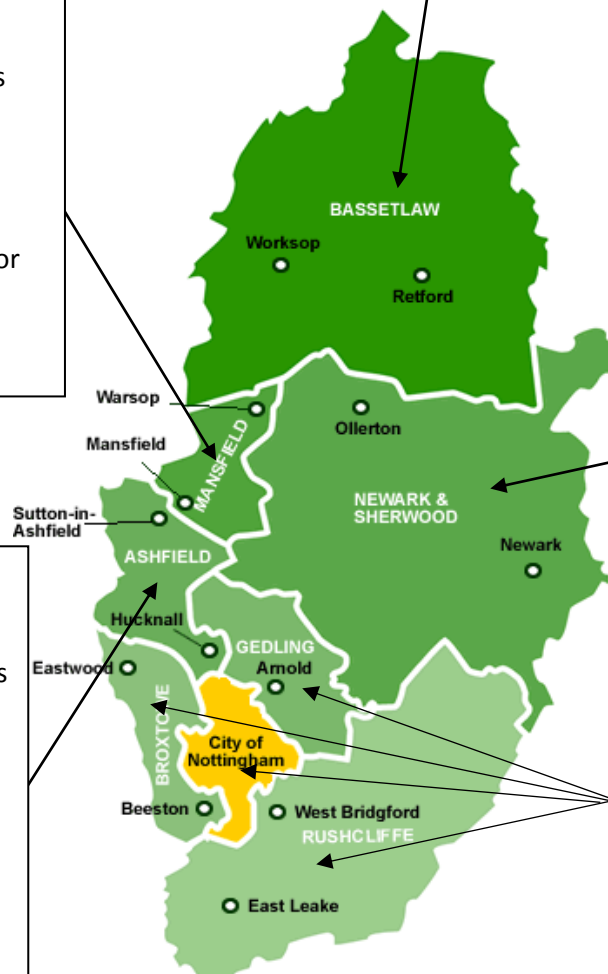 s
BASSETLAW
Worksop
Retford
or
Warsop
Ollerton
Mansfield
MANSFIELD
NEWARK &
SHERWOOD
Sutton-in-
Ashfield
ASHFIELD
Newark
Hucknall
GEDLING
Arnold
s
Eastwood
BROXTOWE
City of
Nottingham
Beeston
West Bridgford
RUSHCLIFFE
East Leake